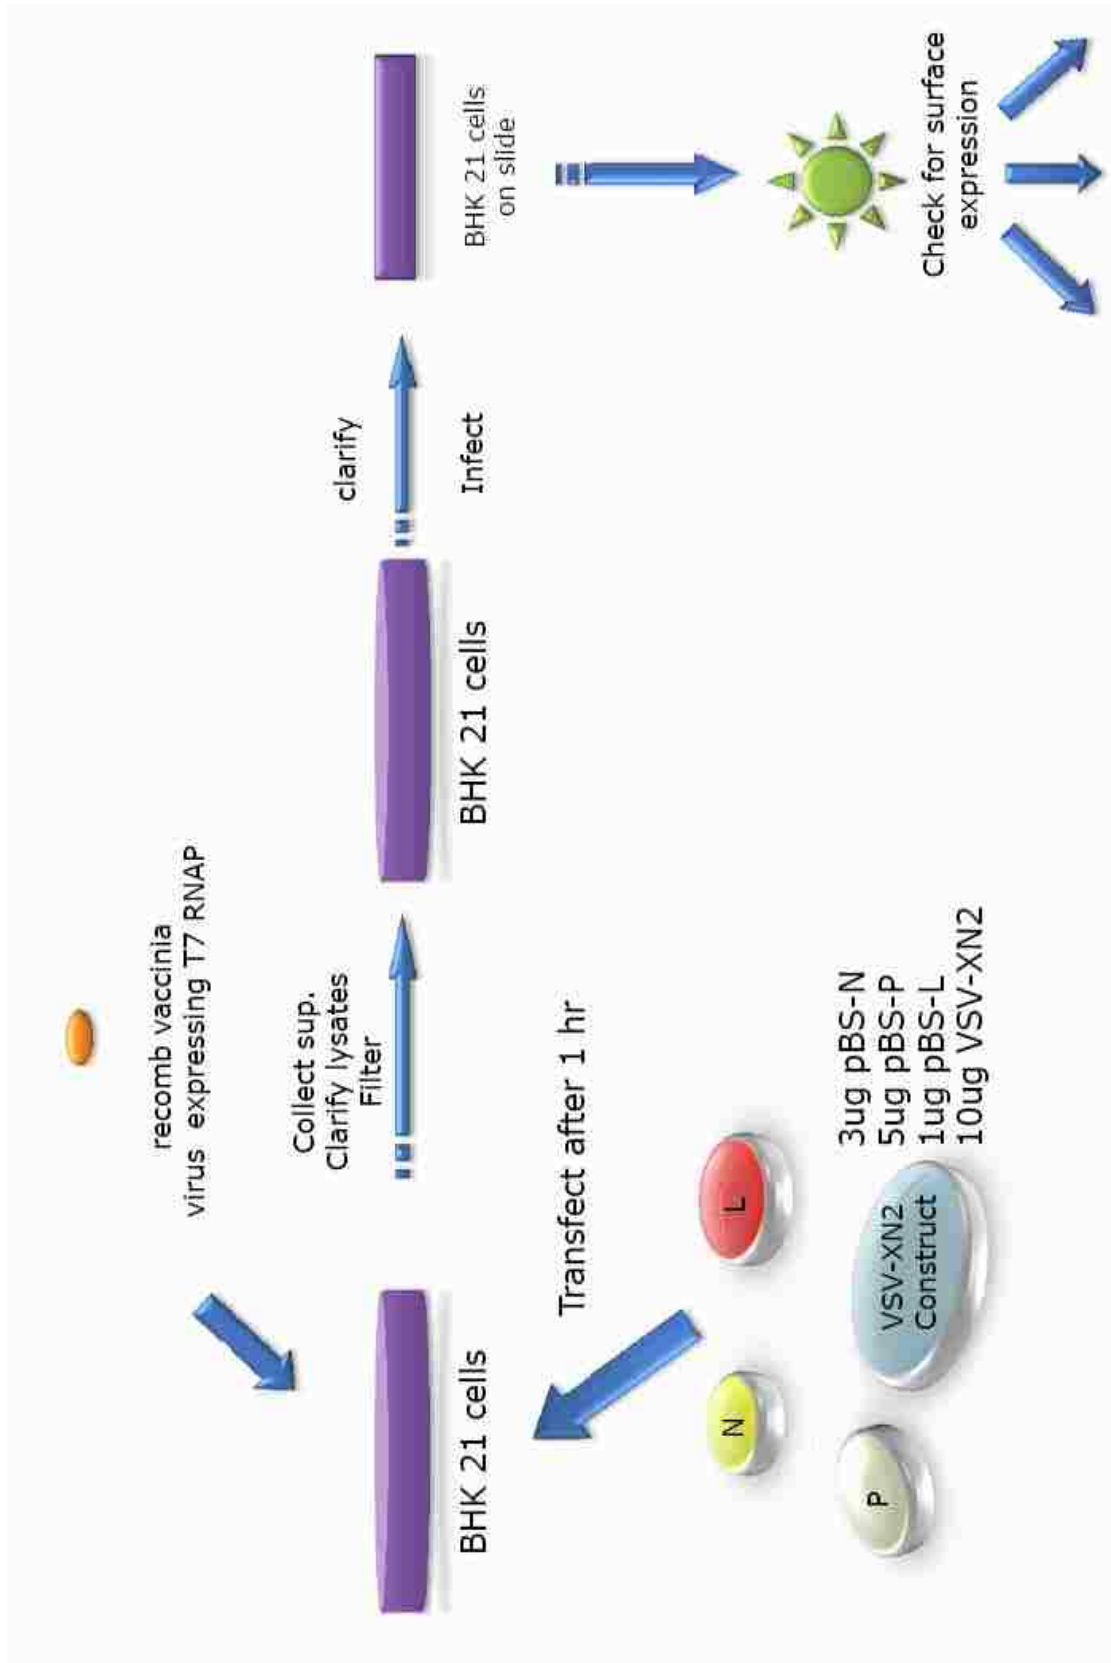 recomb vaccinia
virus  expressing T7 RNAP
Collect sup.
Clarify lysates
Filter
clarify
Infect
BHK 21 cells
BHK 21 cells
BHK 21 cells
on slide
Transfect after 1 hr
N
L
P
VSV-XN2
Construct
3ug pBS-N
5ug pBS-P
1ug pBS-L
10ug VSV-XN2
Check for surface
expression